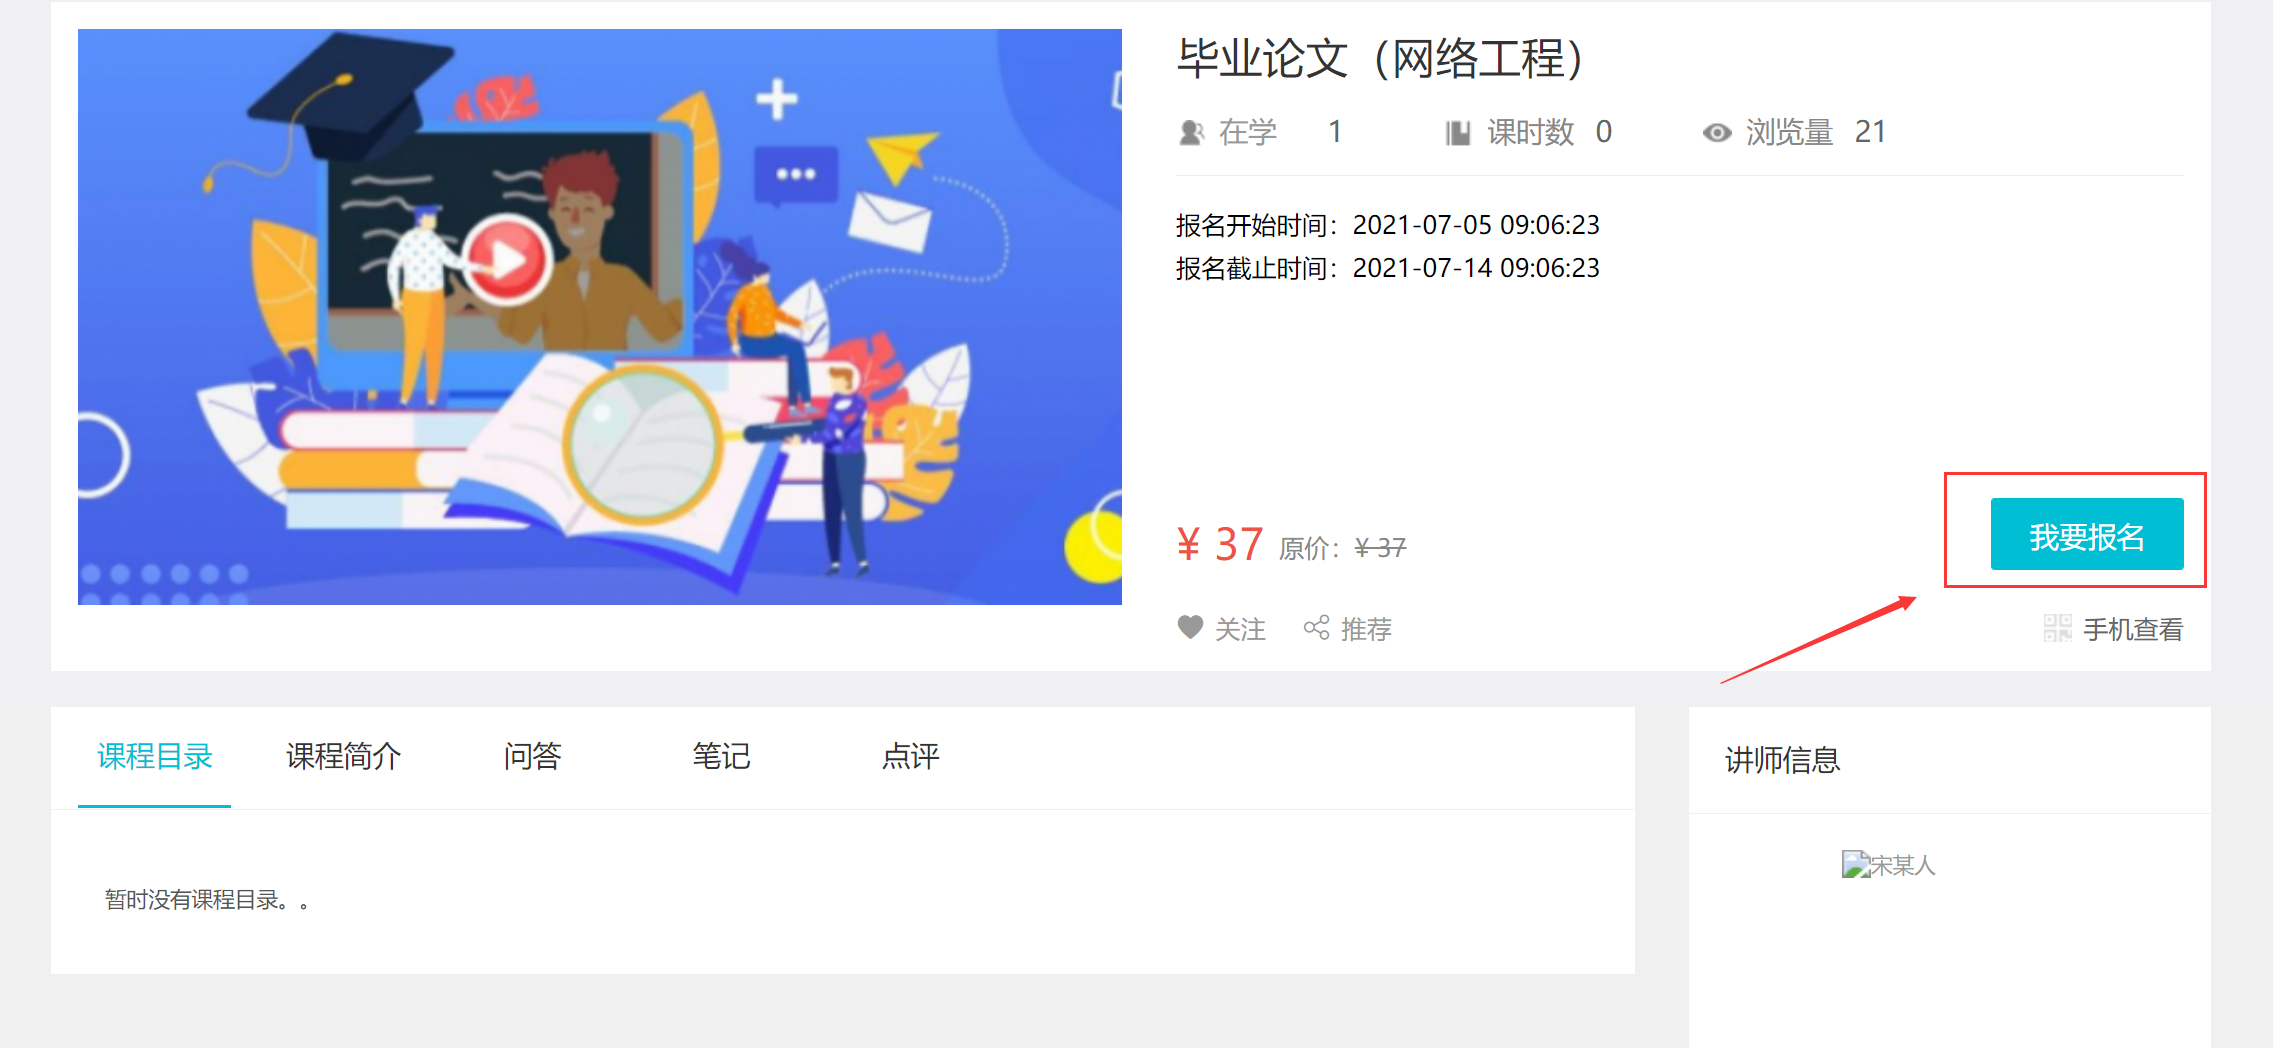 毕业论文（网络工程）
在学 1 课时数 0 浏览量 21
报名开始时间：2021-07-05 09:06:23
报名截止时间：2021-07-14 09:06:23
¥ 37 原价：¥ 37
我要报名
关注 推荐 手机查看
课程目录 课程简介 问答 笔记 点评
暂时没有课程目录。。
讲师信息
宋某人